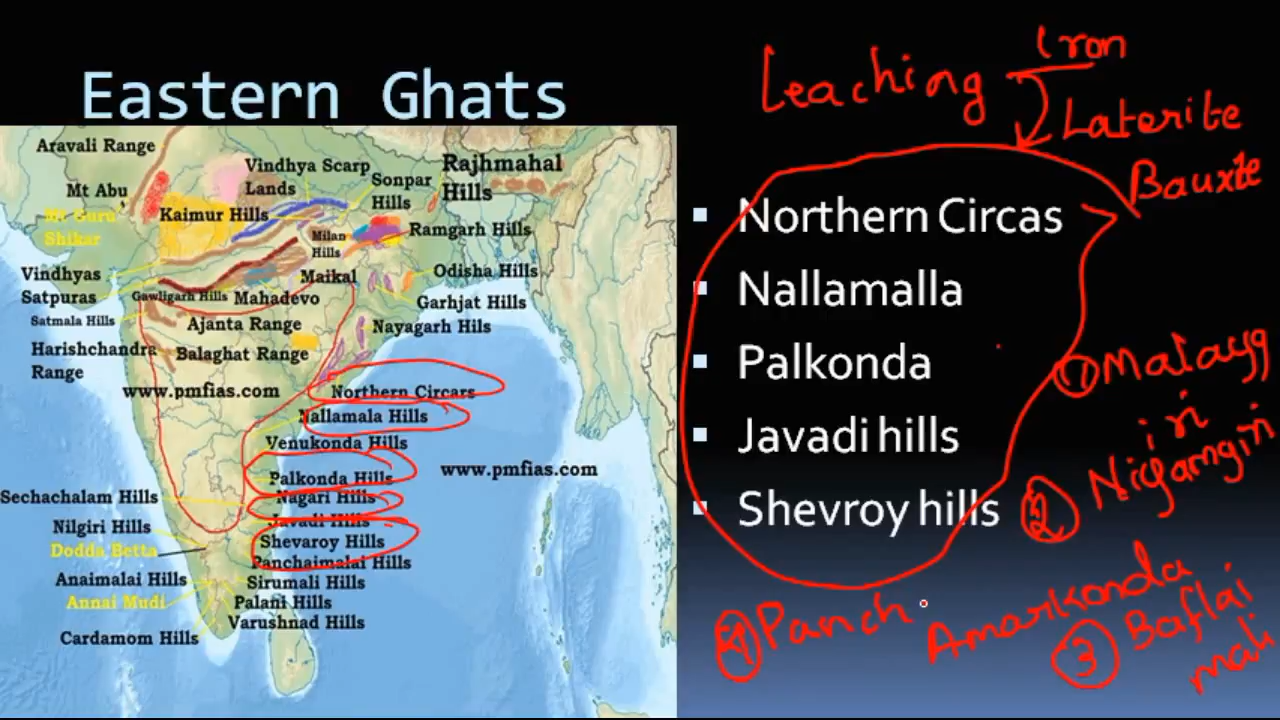 Eastern Ghats
Aravali Range
Mt Abu
Mt Guru
Shikar
Vindhya Scarp
Lands
Kaimur Hills
Sonpar
Hills
Rajhmahal
Hills
Milan
Hills
Ramgarh Hills
Vindhyas
Satpuras
Maikal
Odisha Hills
Gawligarh Hills
Mahadevo
Garhjat Hills
Satmala Hills
Ajanta Range
Nayagarh Hils
Harishchandra
Range
Balaghat Range
www.pmfias.com
Northern Circars
Nallamala Hills
Venukonda Hills
www.pmfias.com
Palkonda Hills
Sechachalam Hills
Nagari Hills
Javadi Hills
Nilgiri Hills
Shevaroy Hills
Dodda Betta
Panchaimalai Hills
Anaimalai Hills
Sirumali Hills
Annai Mudi
Palani Hills
Varushnad Hills
Cardamom Hills
Leaching
Iron
Laterite
Bauxte
▪ Northern Circas
▪ Nallamalla
▪ Palkonda
▪ Javadi hills
▪ Shevroy hills
①
iri
② Niyamgiri
Amarkonda
③ Baflai
mali
④ Panch